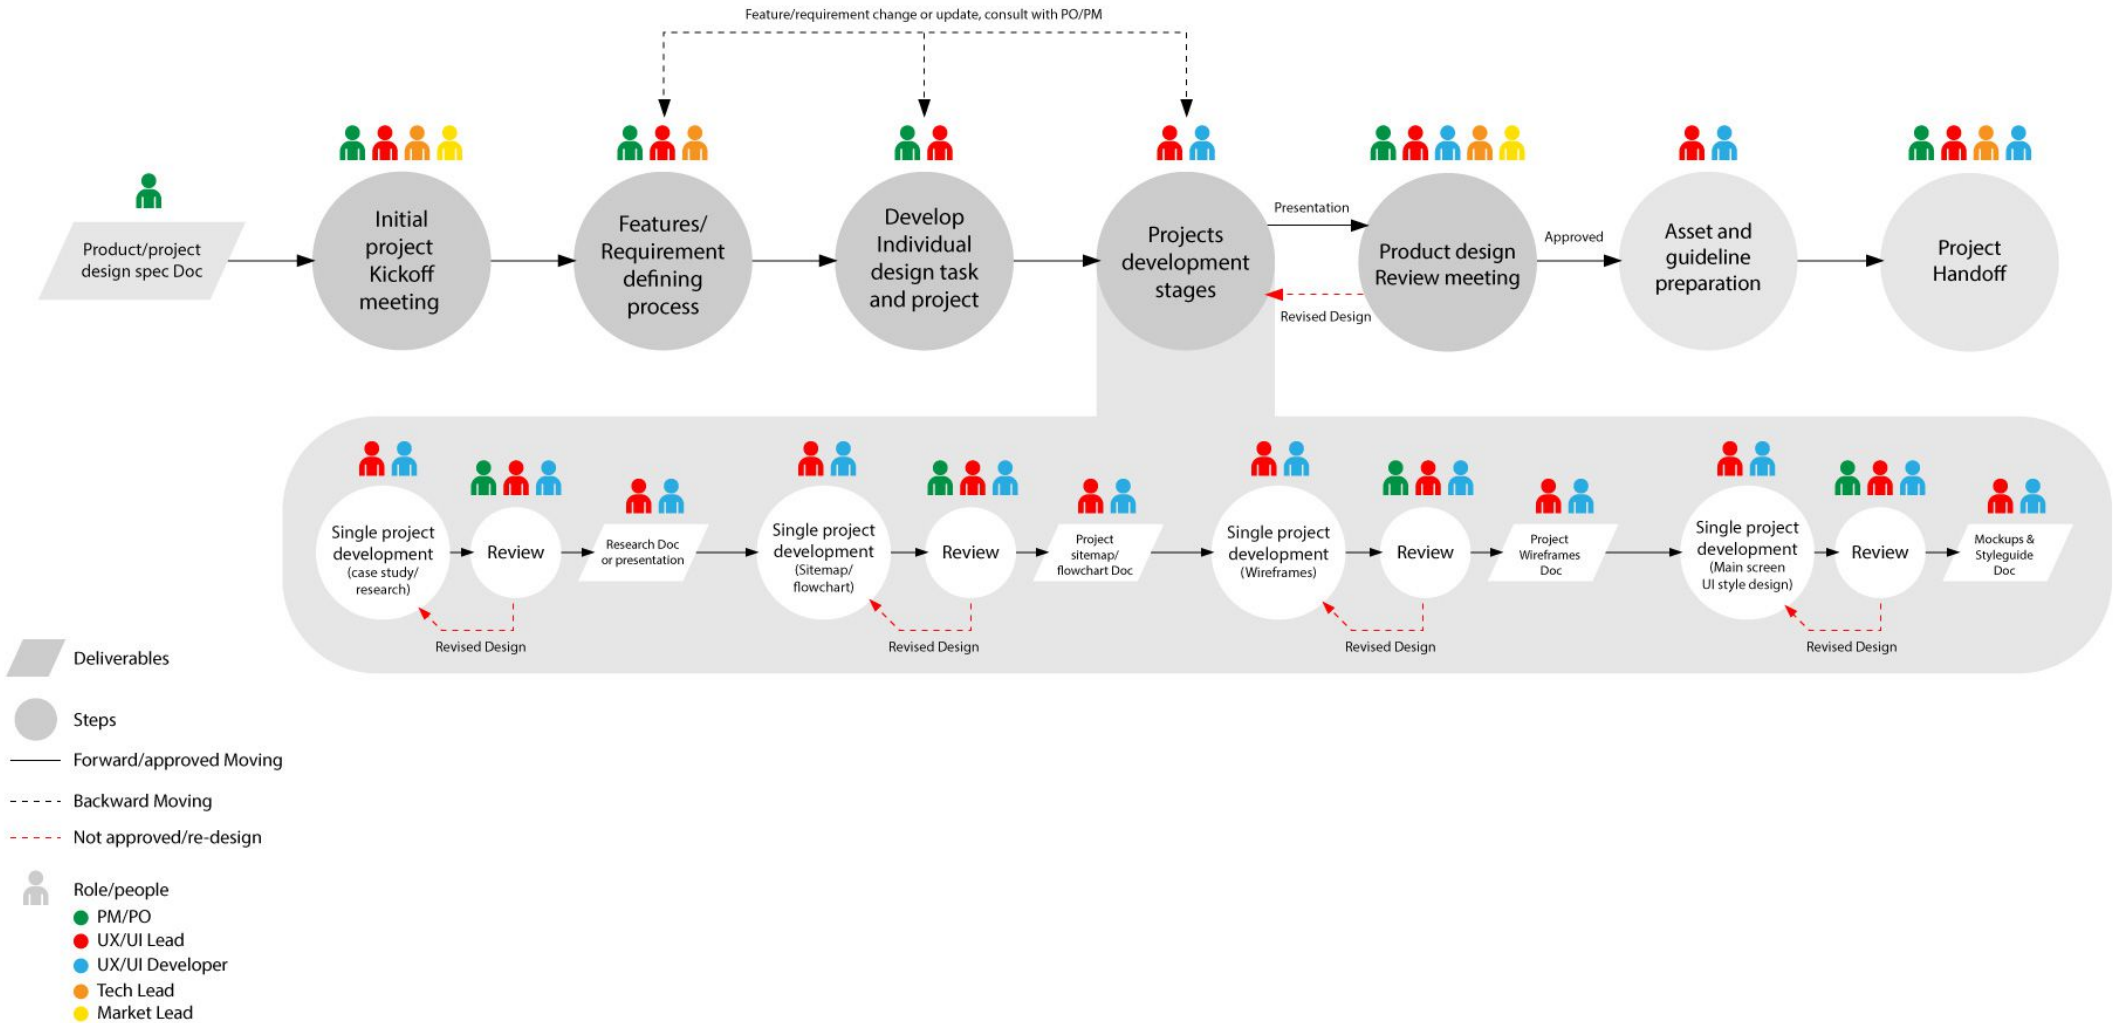 Feature/requirement change or update, consult with PO/PM
Product/project
design spec Doc
Initial
project
Kickoff
meeting
Features/
Requirement
defining
process
Develop
Individual
design task
and project
Projects
development
stages
Presentation
Revised Design
Product design
Review meeting
Approved
Asset and
guideline
preparation
Project
Handoff
Single project
development
(case study/
research)
Review
Revised Design
Research Doc
or presentation
Single project
development
(Sitemap/
flowchart)
Review
Revised Design
Project
sitemap/
flowchart Doc
Single project
development
(Wireframes)
Review
Revised Design
Project
Wireframes
Doc
Single project
development
(Main screen
UI style design)
Review
Revised Design
Mockups &
Styleguide
Doc
Deliverables
Steps
Forward/approved Moving
Backward Moving
Not approved/re-design
Role/people
PM/PO
UX/UI Lead
UX/UI Developer
Tech Lead
Market Lead